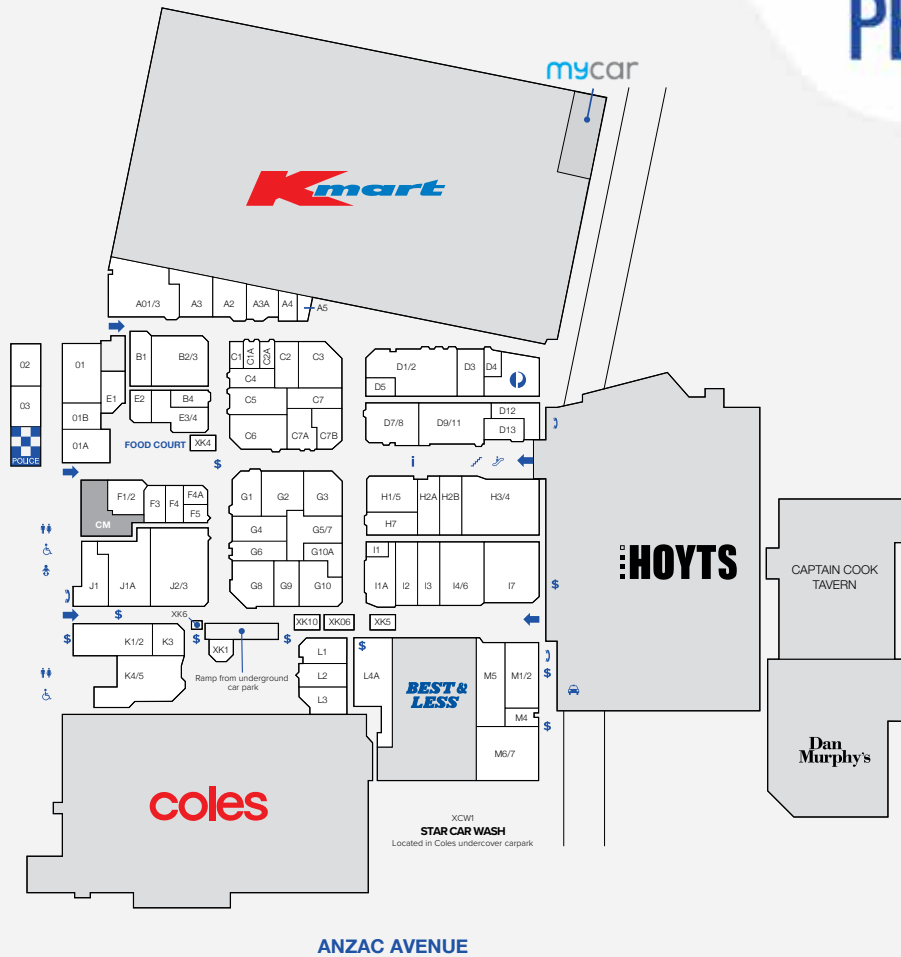 PE
mycar
Kmart
A01/3
A3
A2
A3A
A4
A5
02
01
B1
B2/3
C1
C1A
C2A
C2
C3
D1/2
D3
D4
C4
D5
03
E1
E2
B4
C5
C7
01B
E3/4
D7/8
D9/11
D12
01A
FOOD COURT
XK4
C6
C7A
C7B
D13
POLICE
$
i
F1/2
F3
F4
F4A
F5
CM
G1
G2
G3
H1/5
H2A
H2B
H3/4
H7
G4
G5/7
G6
G10A
I1
HOYTS
CAPTAIN COOK
TAVERN
J1
J1A
J2/3
G8
G9
G10
I1A
I2
I3
I4/6
I7
$
$
XK6
XK10
XK06
XK5
$
K1/2
K3
$
XK1
$
$
L1
K4/5
Ramp from underground
car park
L2
L3
L4A
BEST &
LESS
M5
M1/2
$
M4
$
M6/7
Dan
Murphy's
coles
XCW1
STAR CAR WASH
Located in Coles undercover carpark
ANZAC AVENUE